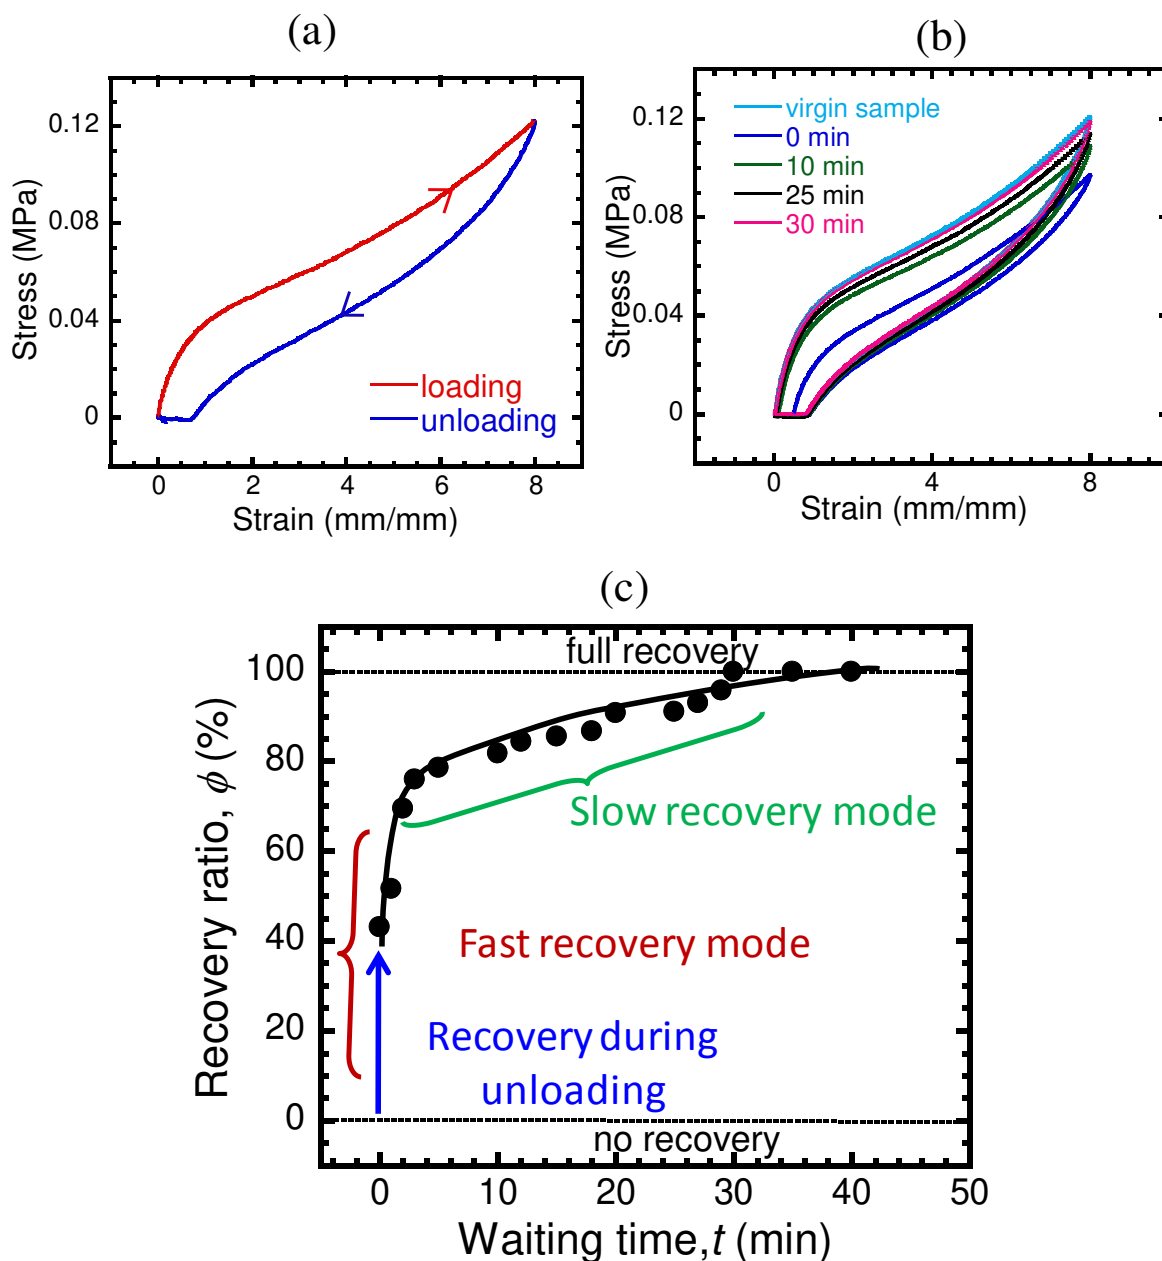 (a)
0.12
0.08
0.04
0
Stress (MPa)
loading
unloading
0 2 4 6 8
Strain (mm/mm)
(b)
virgin sample
0 min
10 min
25 min
30 min
0.12
0.08
0.04
0
Stress (MPa)
0 4 8
Strain (mm/mm)
(c)
full recovery
100
80
60
40
20
0
Recovery ratio, ϕ (%)
Slow recovery mode
Fast recovery mode
Recovery during
unloading
no recovery
0 10 20 30 40 50
Waiting time,t (min)